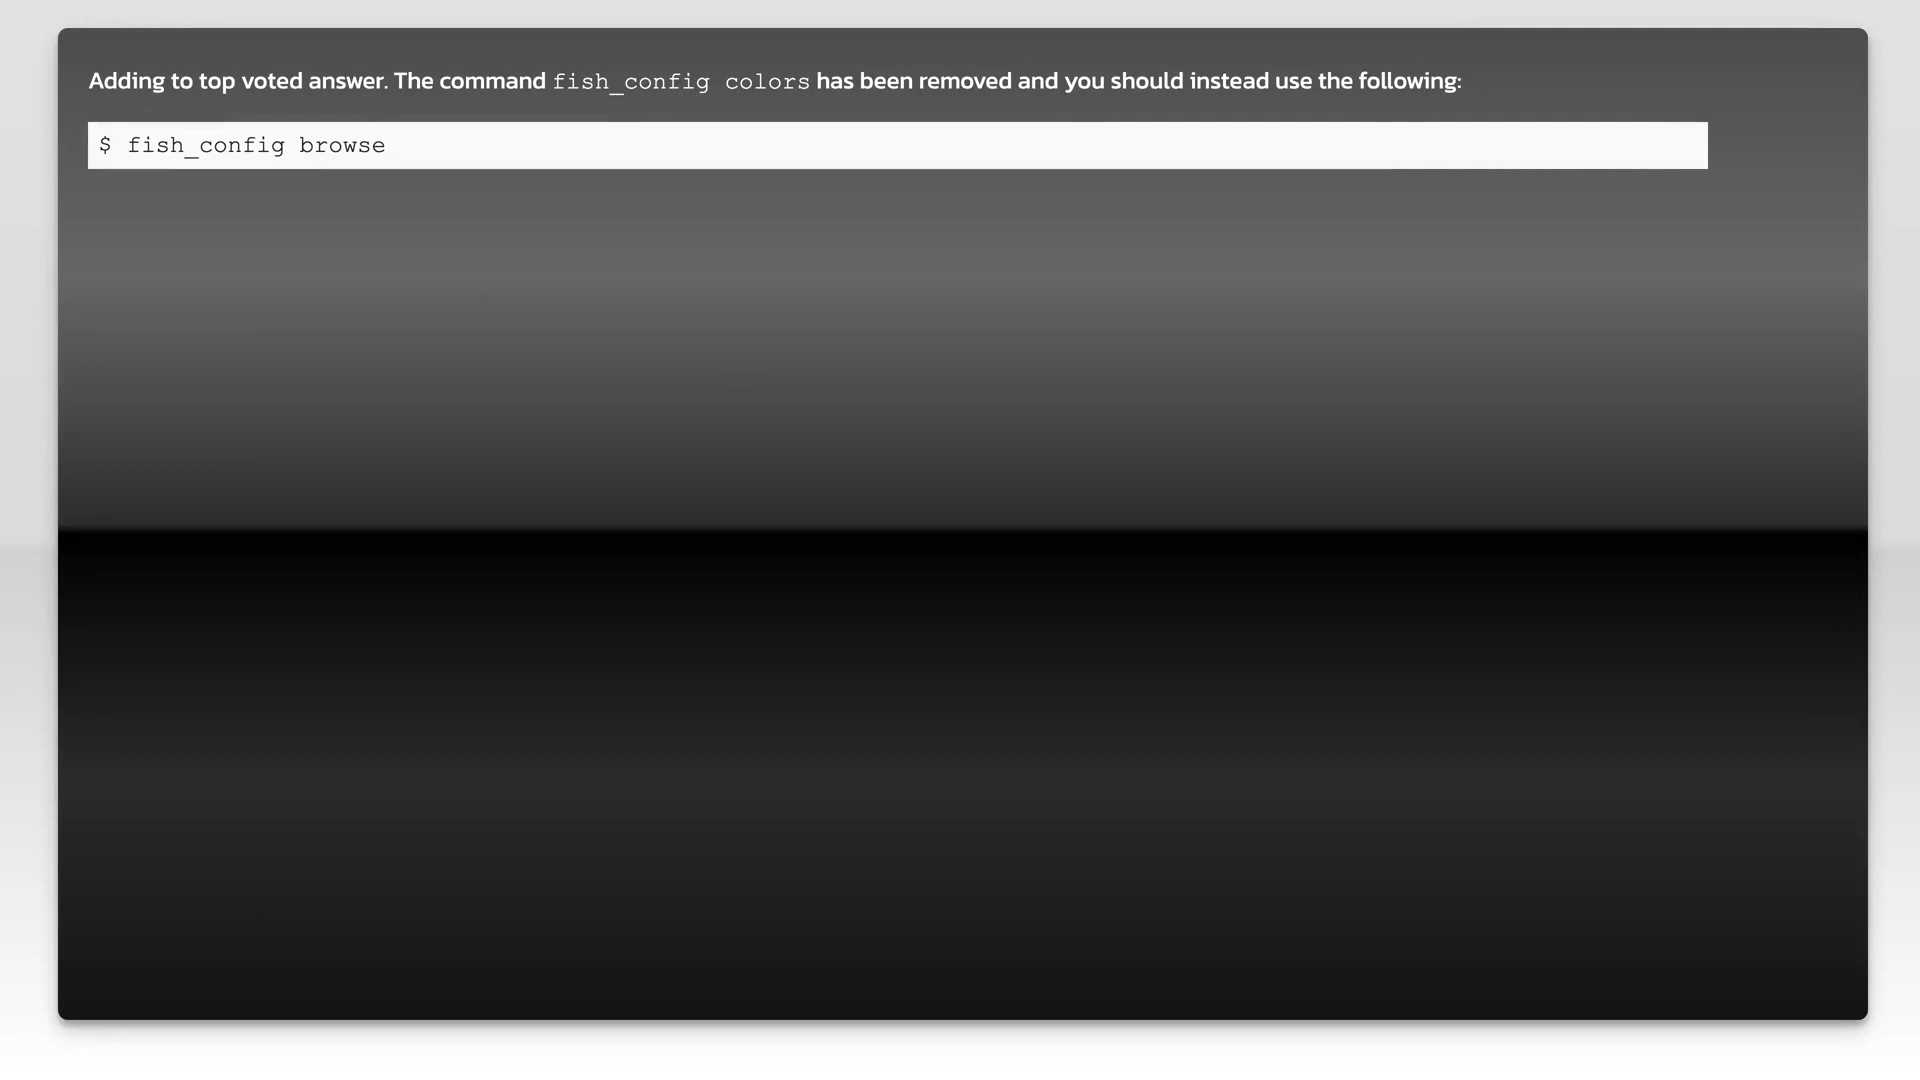 Adding to top voted answer. The command fish_config colors has been removed and you should instead use the following:
$ fish_config browse